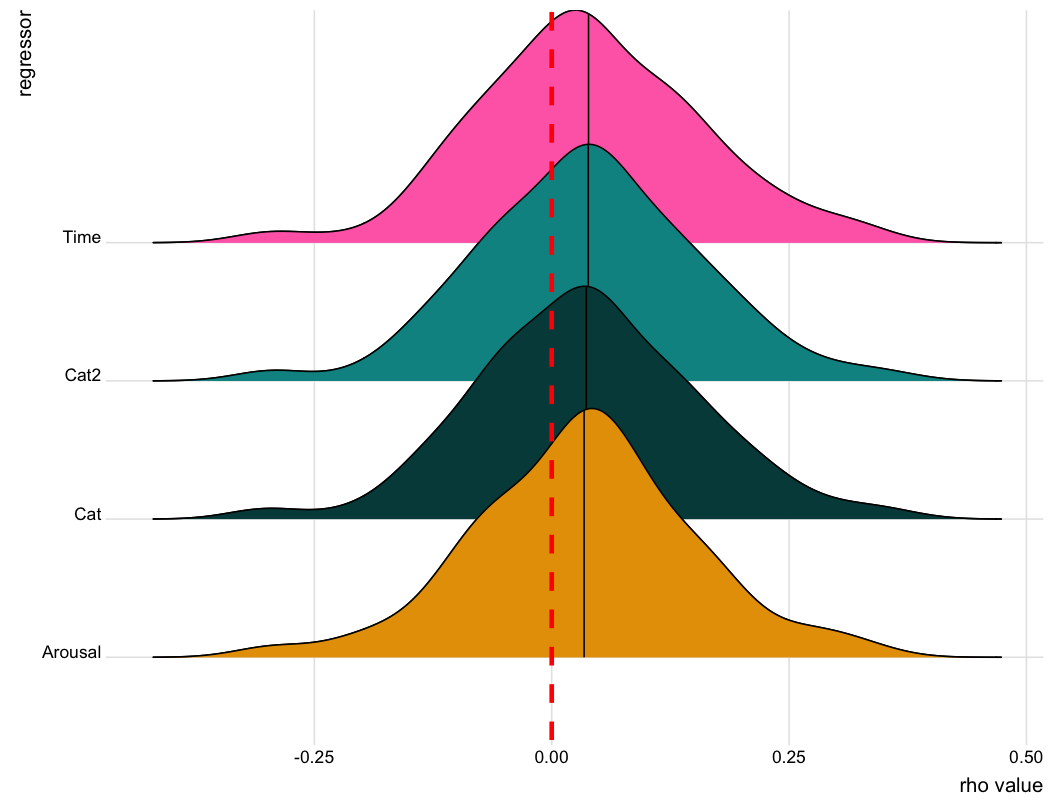 regressor
Time
Cat2
Cat
Arousal
-0.25 0.00 0.25 0.50
rho value